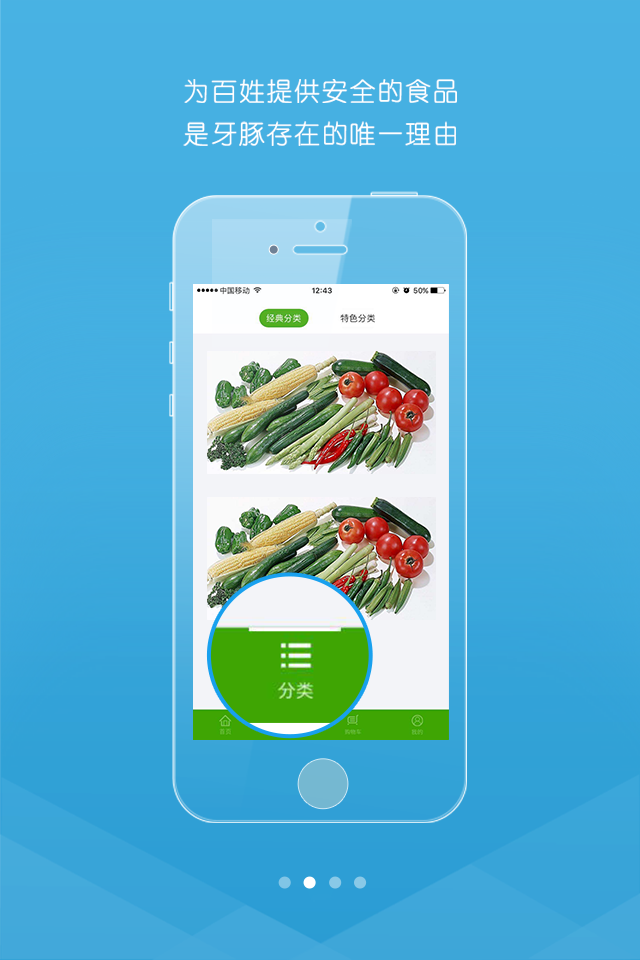 为百姓提供安全的食品
是牙豚存在的唯一理由
中国移动 12:43 50%
经典分类 特色分类
分类
首页 购物车 我的